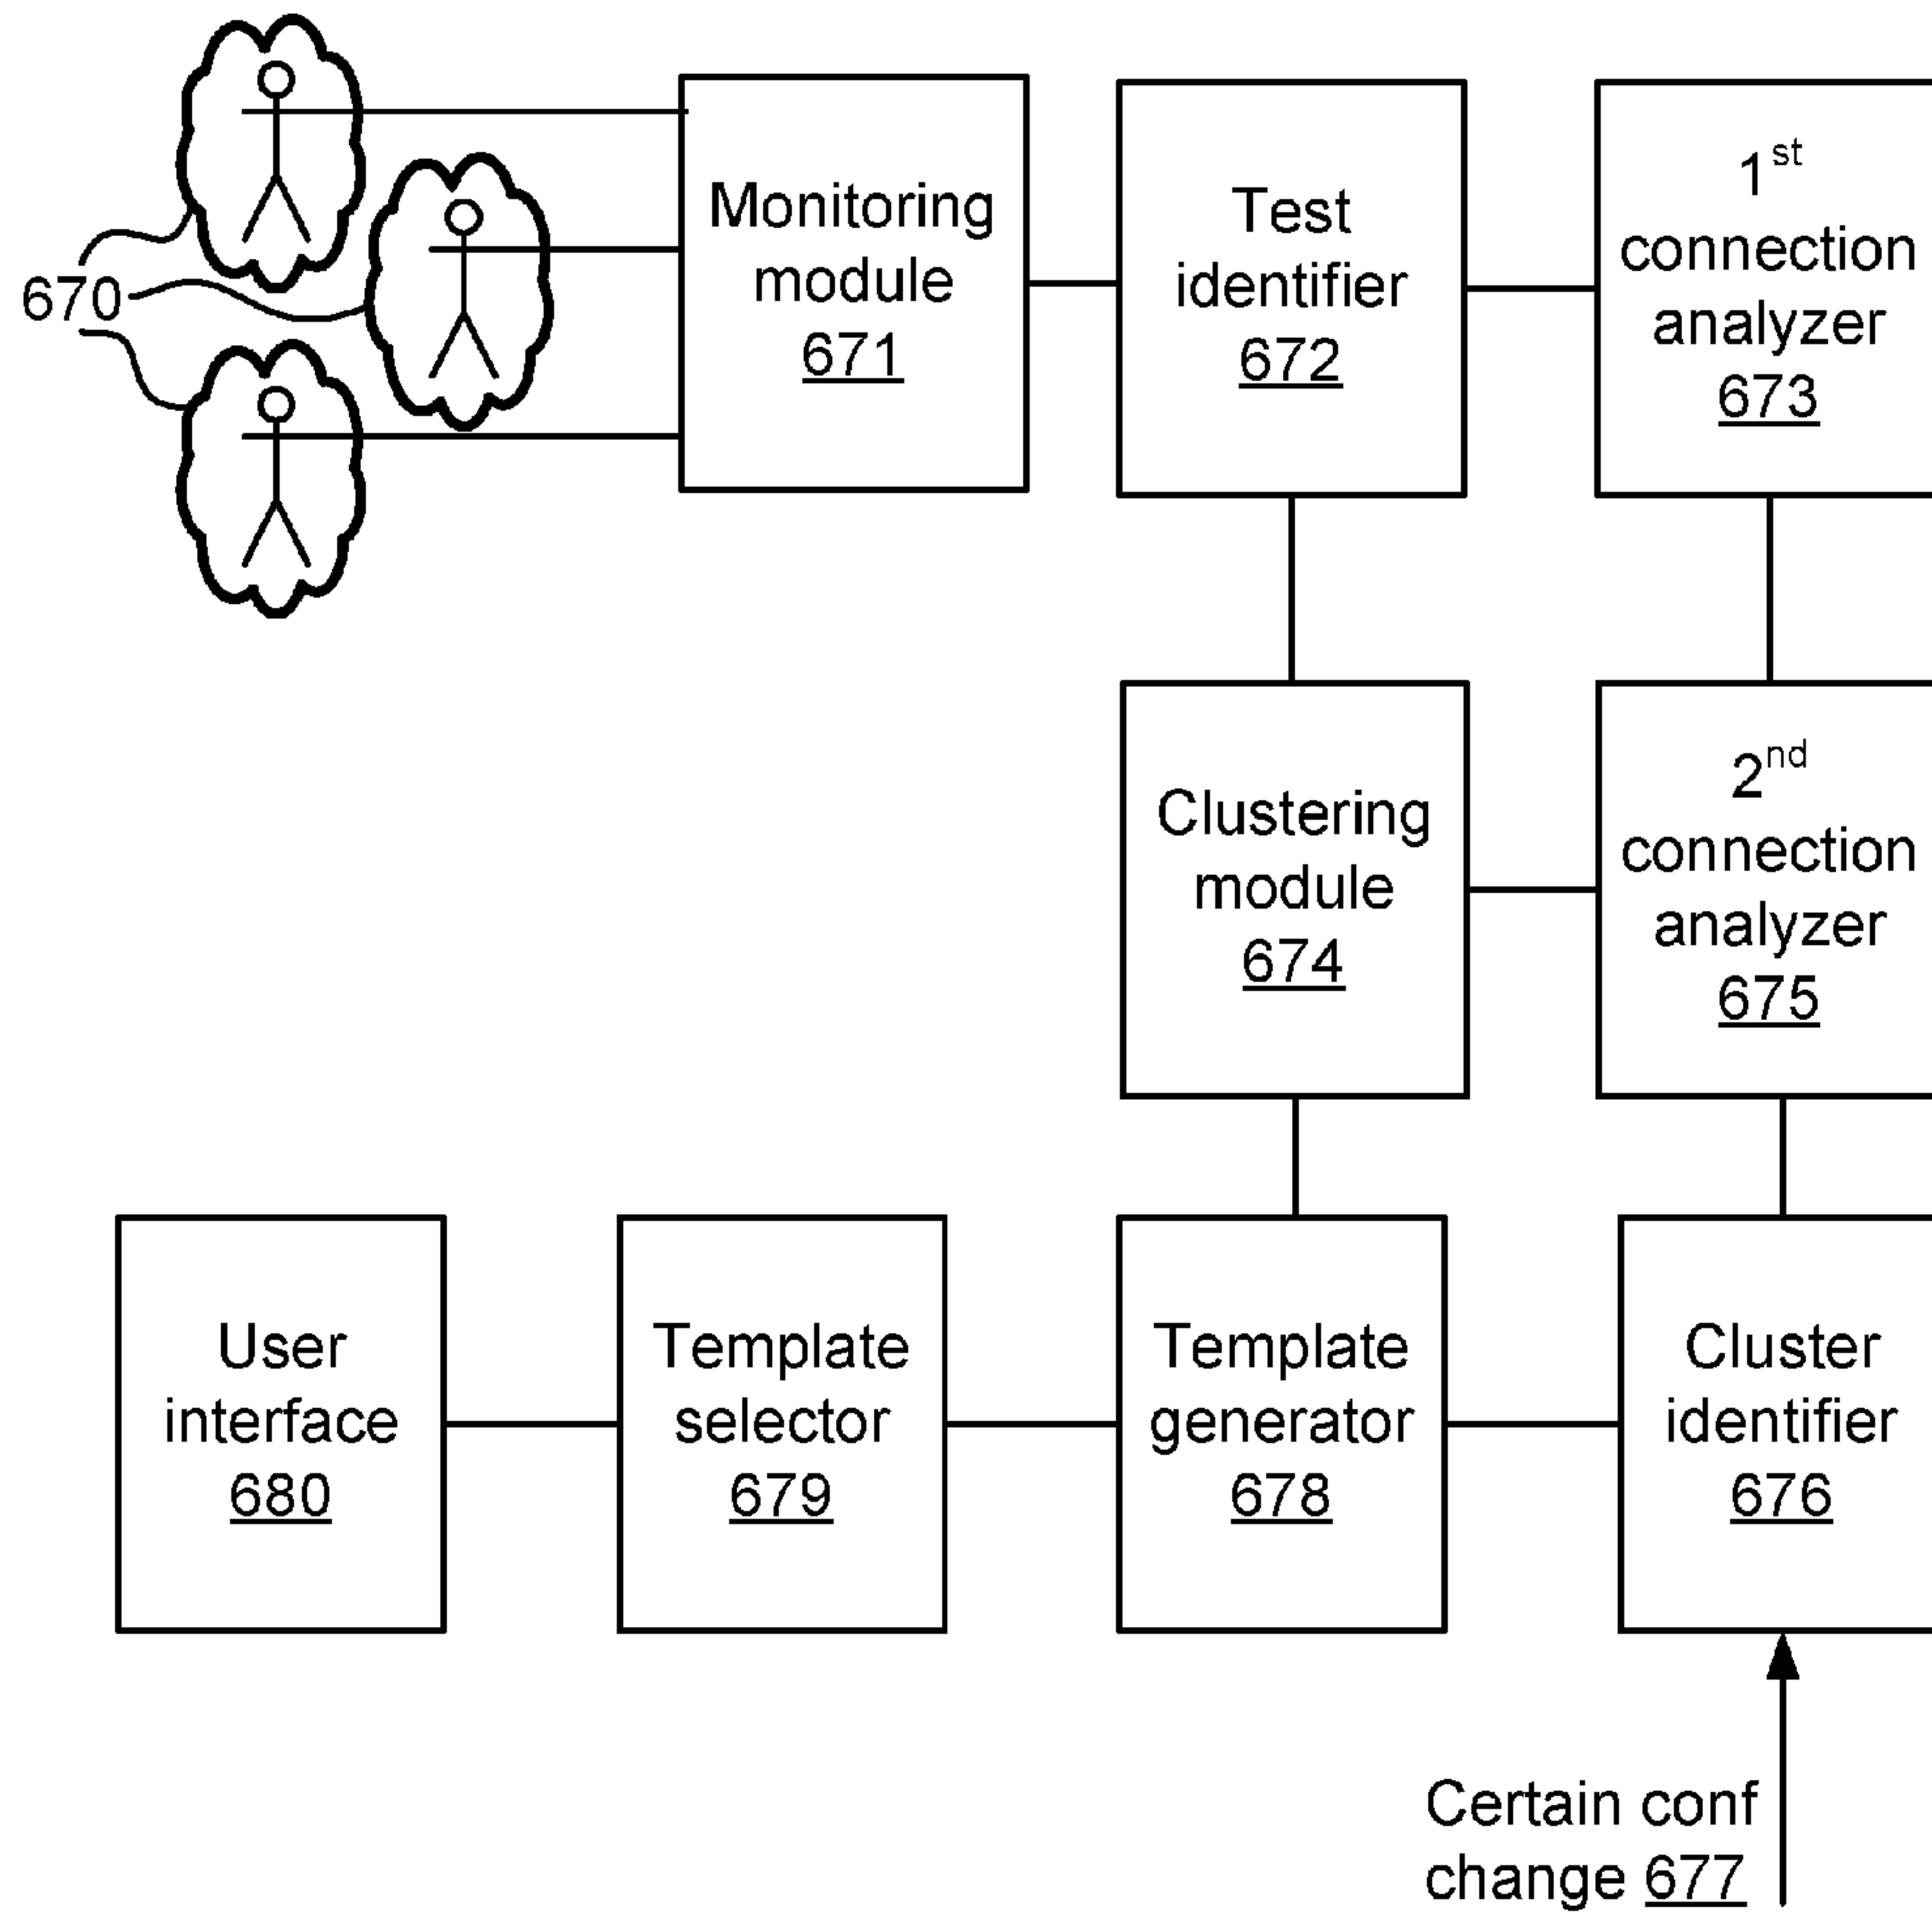 670
Monitoring
module
671
Test
identifier
672
1st
connection
analyzer
673
Clustering
module
674
2nd
connection
analyzer
675
User
interface
680
Template
selector
679
Template
generator
678
Cluster
identifier
676
Certain conf
change 677